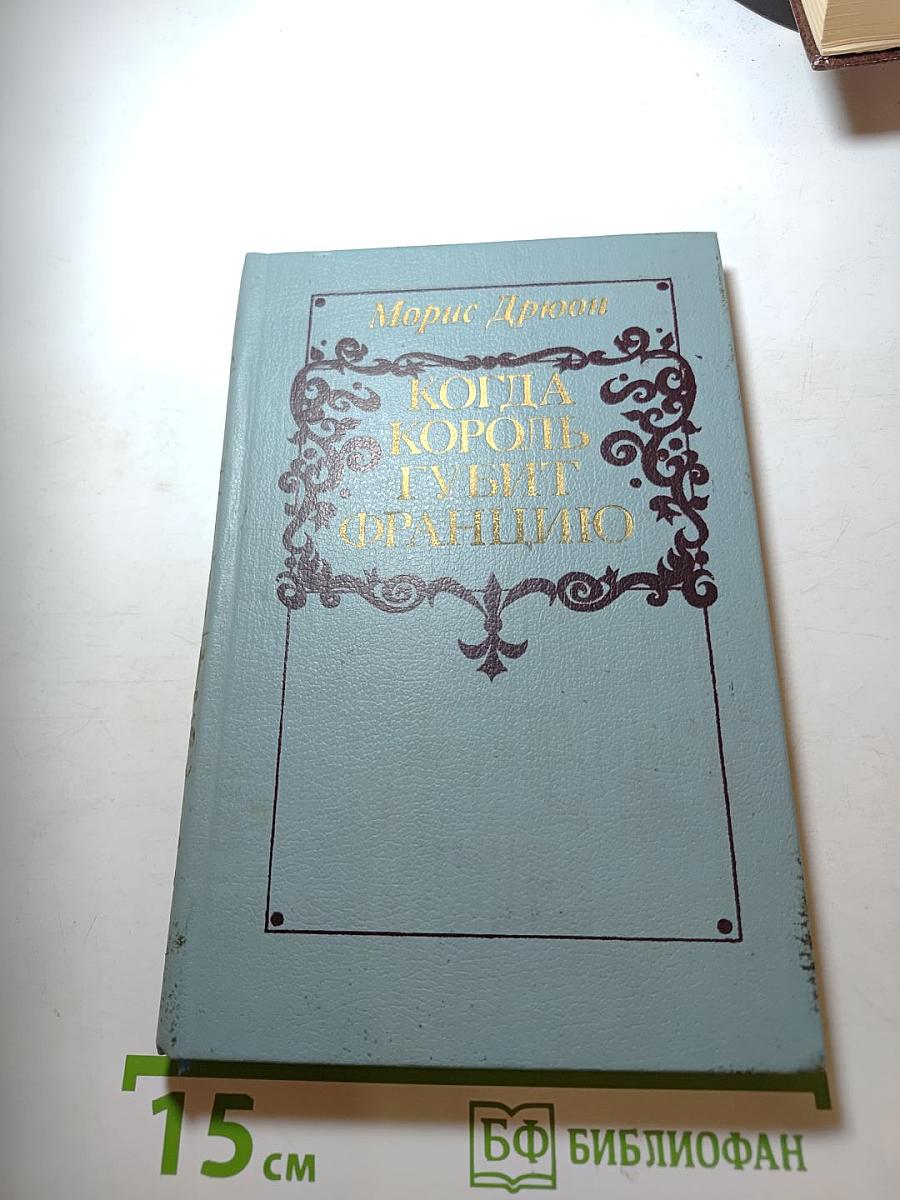 Морис Дрюон
КОГДА
КОРОЛЬ
ГУБИТ
ФРАНЦИЮ
15 см
БФ БИБЛИОФАН